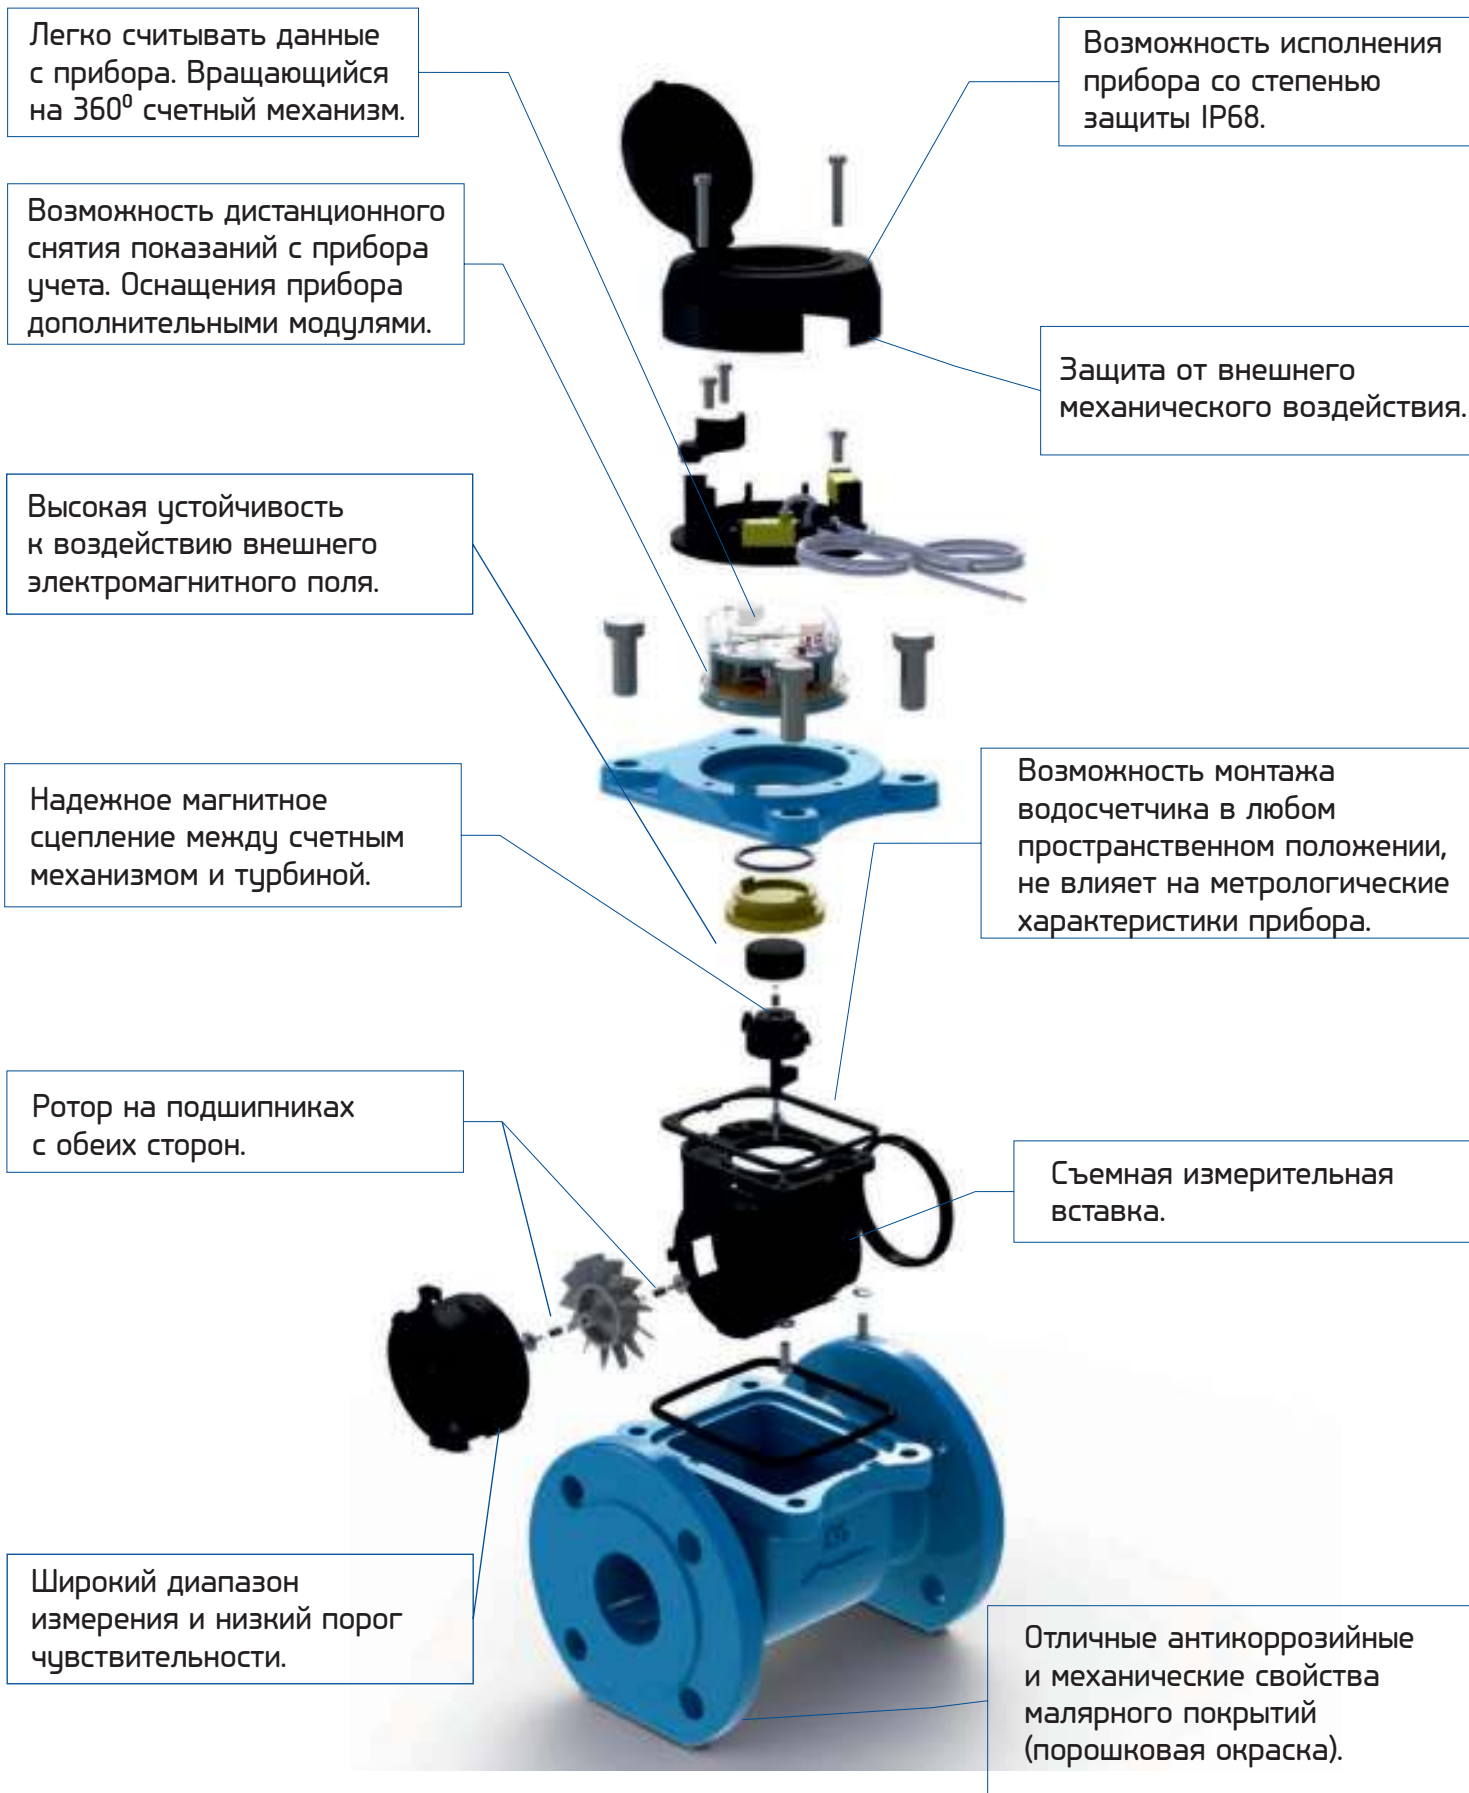 Легко считывать данные
с прибора. Вращающийся
на 360⁰ счетный механизм.
Возможность дистанционного
снятия показаний с прибора
учета. Оснащения прибора
дополнительными модулями.
Высокая устойчивость
к воздействию внешнего
электромагнитного поля.
Надежное магнитное
сцепление между счетным
механизмом и турбиной.
Ротор на подшипниках
с обеих сторон.
Широкий диапазон
измерения и низкий порог
чувствительности.
Возможность исполнения
прибора со степенью
защиты IP68.
Защита от внешнего
механического воздействия.
Возможность монтажа
водосчетчика в любом
пространственном положении,
не влияет на метрологические
характеристики прибора.
Съемная измерительная
вставка.
Отличные антикоррозийные
и механические свойства
малярного покрытий
(порошковая окраска).